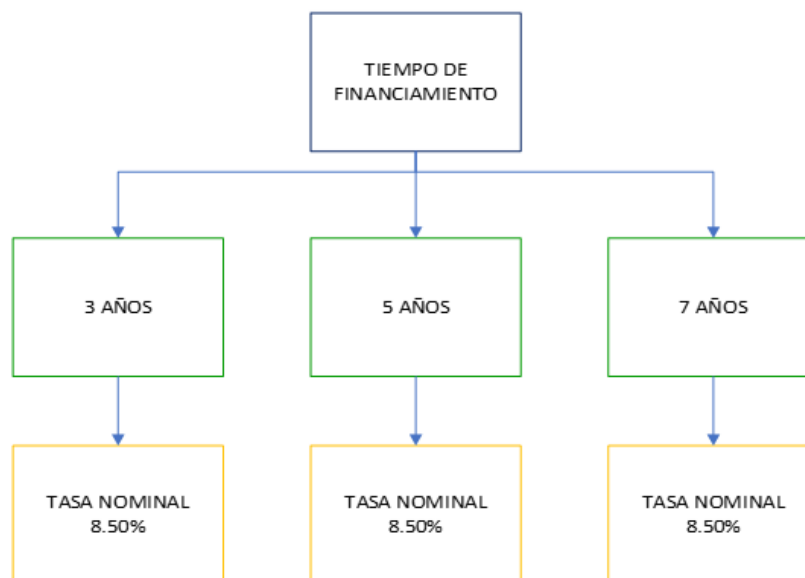 TIEMPO DE
FINANCIAMIENTO
3 AÑOS
5 AÑOS
7 AÑOS
TASA NOMINAL
8.50%
TASA NOMINAL
8.50%
TASA NOMINAL
8.50%